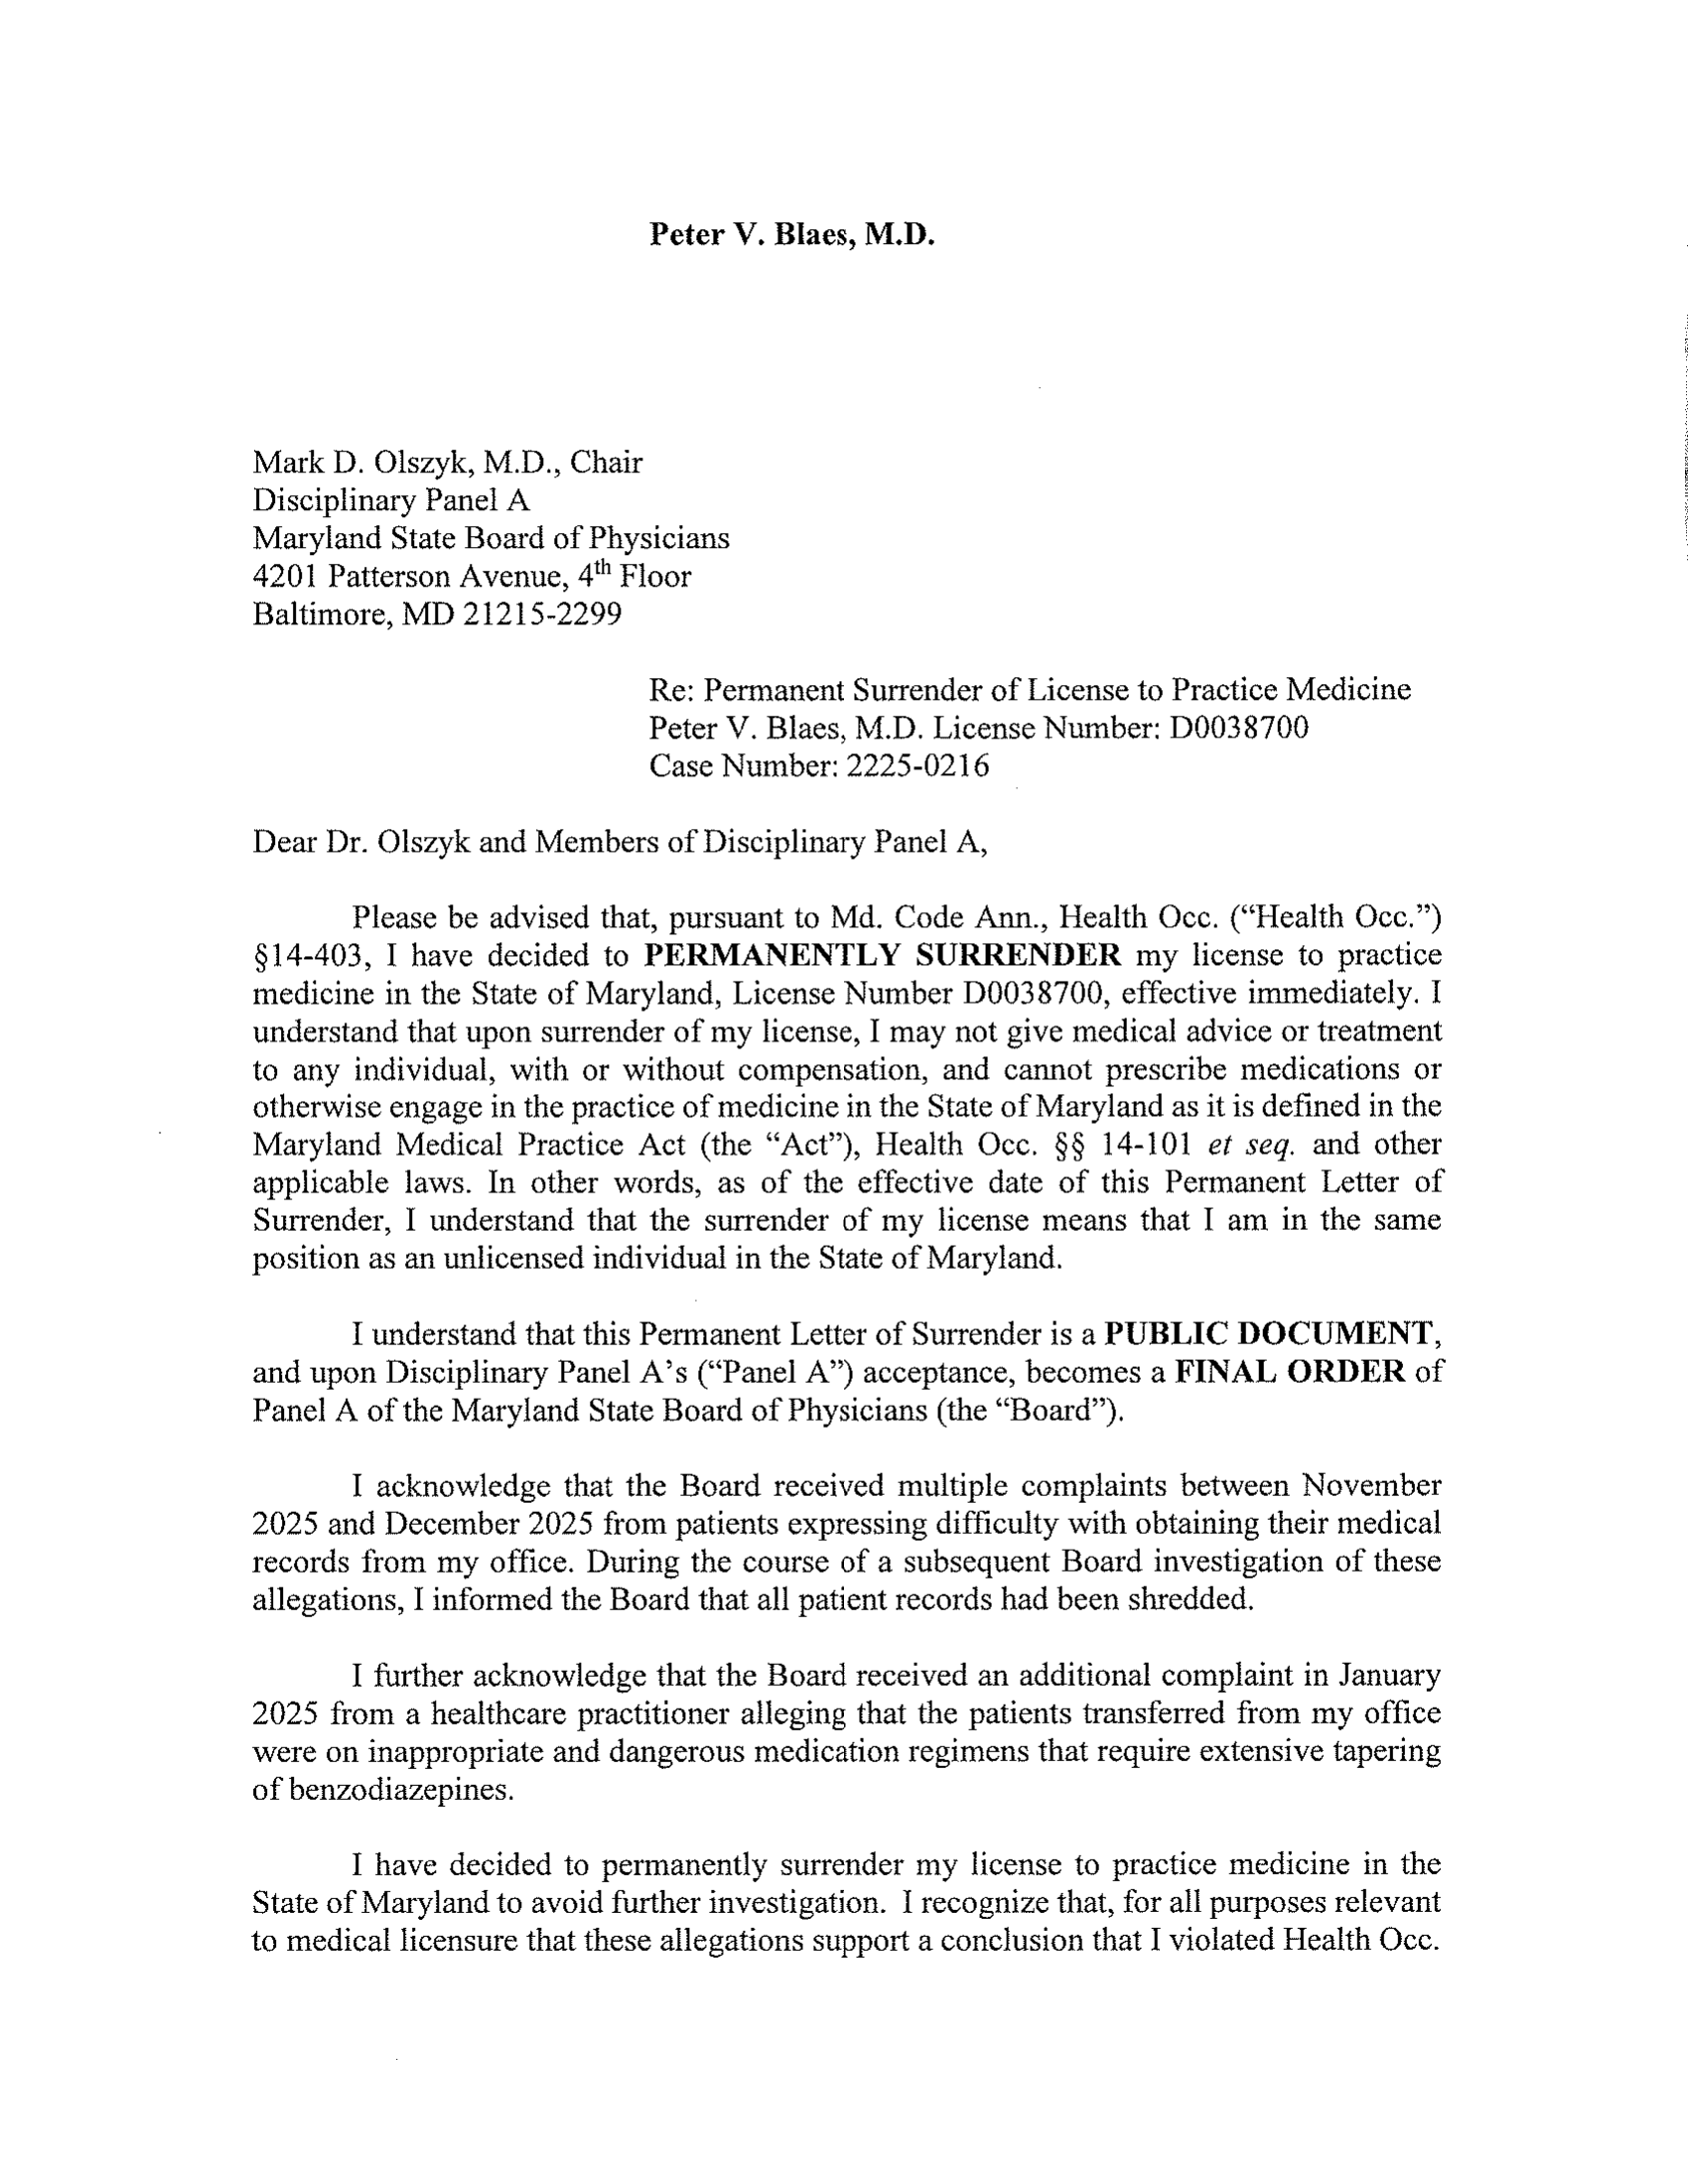 Peter V. Blaes, M.D.
Mark D. Olszyk, M.D., Chair
Disciplinary Panel A
Maryland State Board of Physicians
4201 Patterson Avenue, 4th Floor
Baltimore, MD 21215-2299
Re: Permanent Surrender of License to Practice Medicine
Peter V. Blaes, M.D. License Number: D0038700
Case Number: 2225-0216
Dear Dr. Olszyk and Members of Disciplinary Panel A,
Please be advised that, pursuant to Md. Code Ann., Health Occ. (“Health Occ.”)
§14-403, I have decided to PERMANENTLY SURRENDER my license to practice
medicine in the State of Maryland, License Number D0038700, effective immediately. I
understand that upon surrender of my license, I may not give medical advice or treatment
to any individual, with or without compensation, and cannot prescribe medications or
otherwise engage in the practice of medicine in the State of Maryland as it is defined in the
Maryland Medical Practice Act (the “Act”), Health Occ. §§ 14-101 et seq. and other
applicable laws. In other words, as of the effective date of this Permanent Letter of
Surrender, I understand that the surrender of my license means that I am in the same
position as an unlicensed individual in the State of Maryland.
I understand that this Permanent Letter of Surrender is a PUBLIC DOCUMENT,
and upon Disciplinary Panel A’s (“Panel A”) acceptance, becomes a FINAL ORDER of
Panel A of the Maryland State Board of Physicians (the “Board”).
I acknowledge that the Board received multiple complaints between November
2025 and December 2025 from patients expressing difficulty with obtaining their medical
records from my office. During the course of a subsequent Board investigation of these
allegations, I informed the Board that all patient records had been shredded.
I further acknowledge that the Board received an additional complaint in January
2025 from a healthcare practitioner alleging that the patients transferred from my office
were on inappropriate and dangerous medication regimens that require extensive tapering
of benzodiazepines.
I have decided to permanently surrender my license to practice medicine in the
State of Maryland to avoid further investigation. I recognize that, for all purposes relevant
to medical licensure that these allegations support a conclusion that I violated Health Occ.